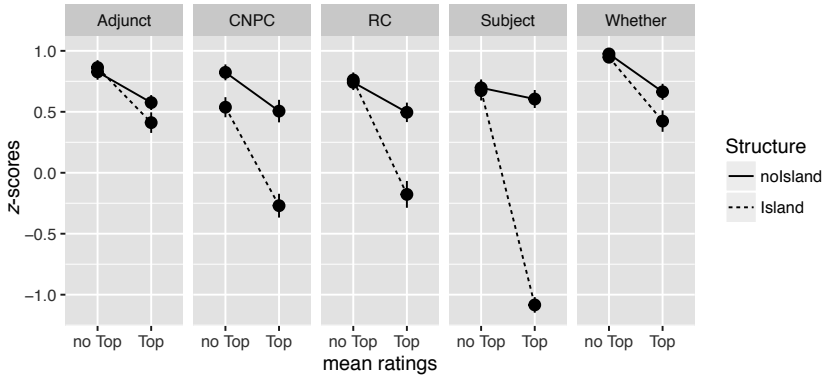 Adjunct CNPC RC Subject Whether
1.0
0.5
0.0
−0.5
−1.0
z-scores
no Top Top no Top Top no Top Top no Top Top no Top Top
mean ratings
Structure
noIsland
Island